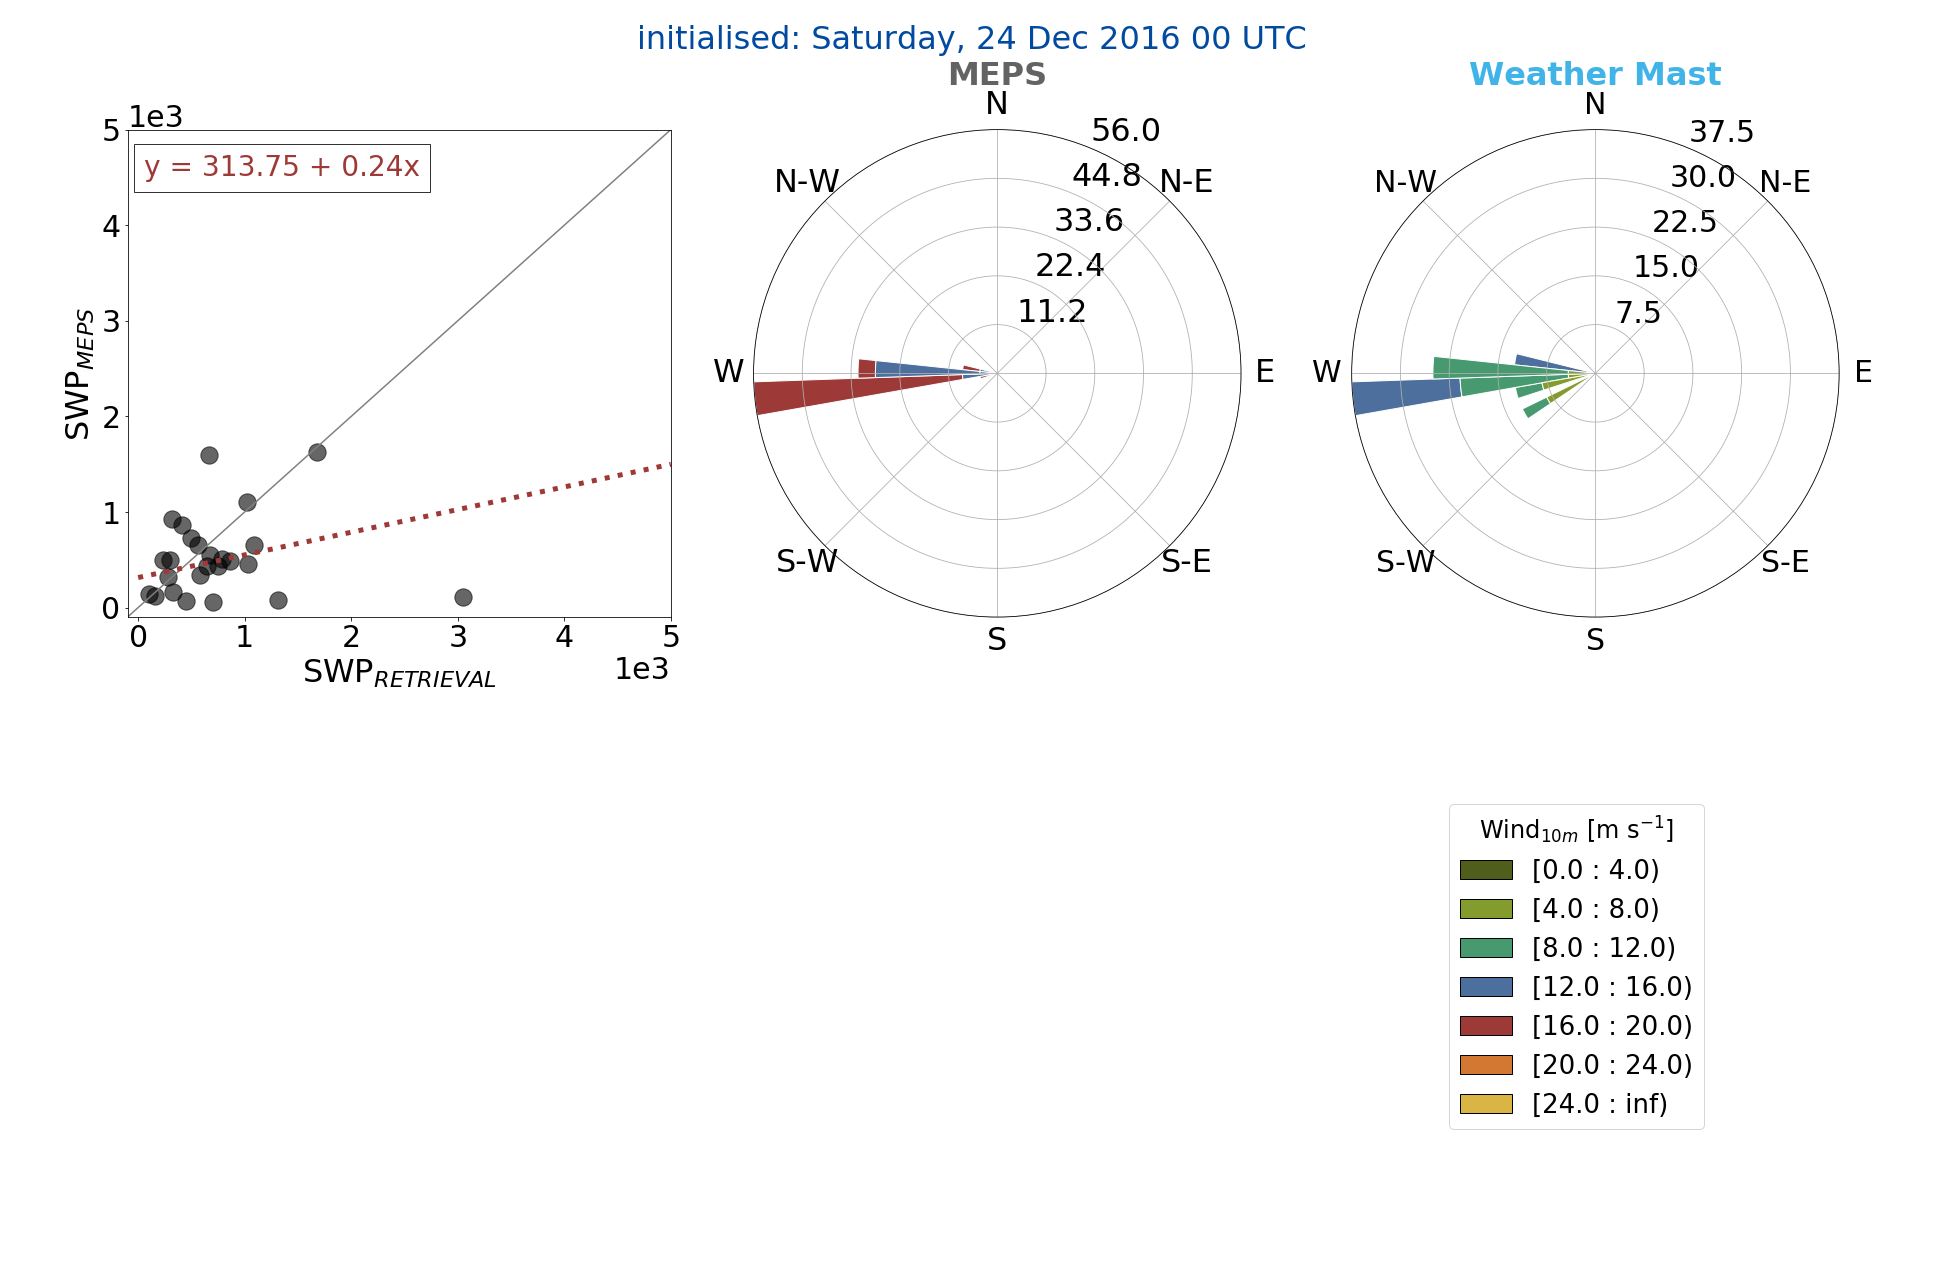 initialised: Saturday, 24 Dec 2016 00 UTC
1e3
y = 313.75 + 0.24x
5
4
3
2
1
0
SWP_MEPS
0 1 2 3 4 5
1e3
SWP_RETRIEVAL
MEPS
N
N-E
E
S-E
S
S-W
W
N-W
56.0
44.8
33.6
22.4
11.2
Weather Mast
N
N-E
E
S-E
S
S-W
W
N-W
37.5
30.0
22.5
15.0
7.5
Wind_10m [m s⁻¹]
[0.0 : 4.0)
[4.0 : 8.0)
[8.0 : 12.0)
[12.0 : 16.0)
[16.0 : 20.0)
[20.0 : 24.0)
[24.0 : inf)